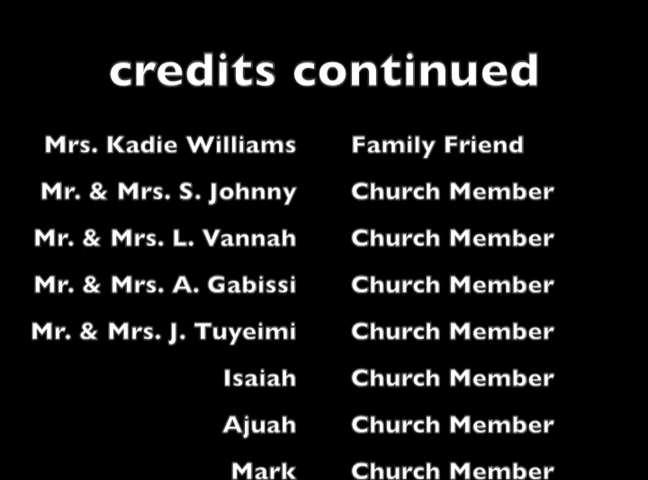 credits continued
Mrs. Kadie Williams Family Friend
Mr. & Mrs. S. Johnny Church Member
Mr. & Mrs. L. Vannah Church Member
Mr. & Mrs. A. Gabissi Church Member
Mr. & Mrs. J. Tuyeimi Church Member
Isaiah Church Member
Ajuah Church Member
Mark Church Member